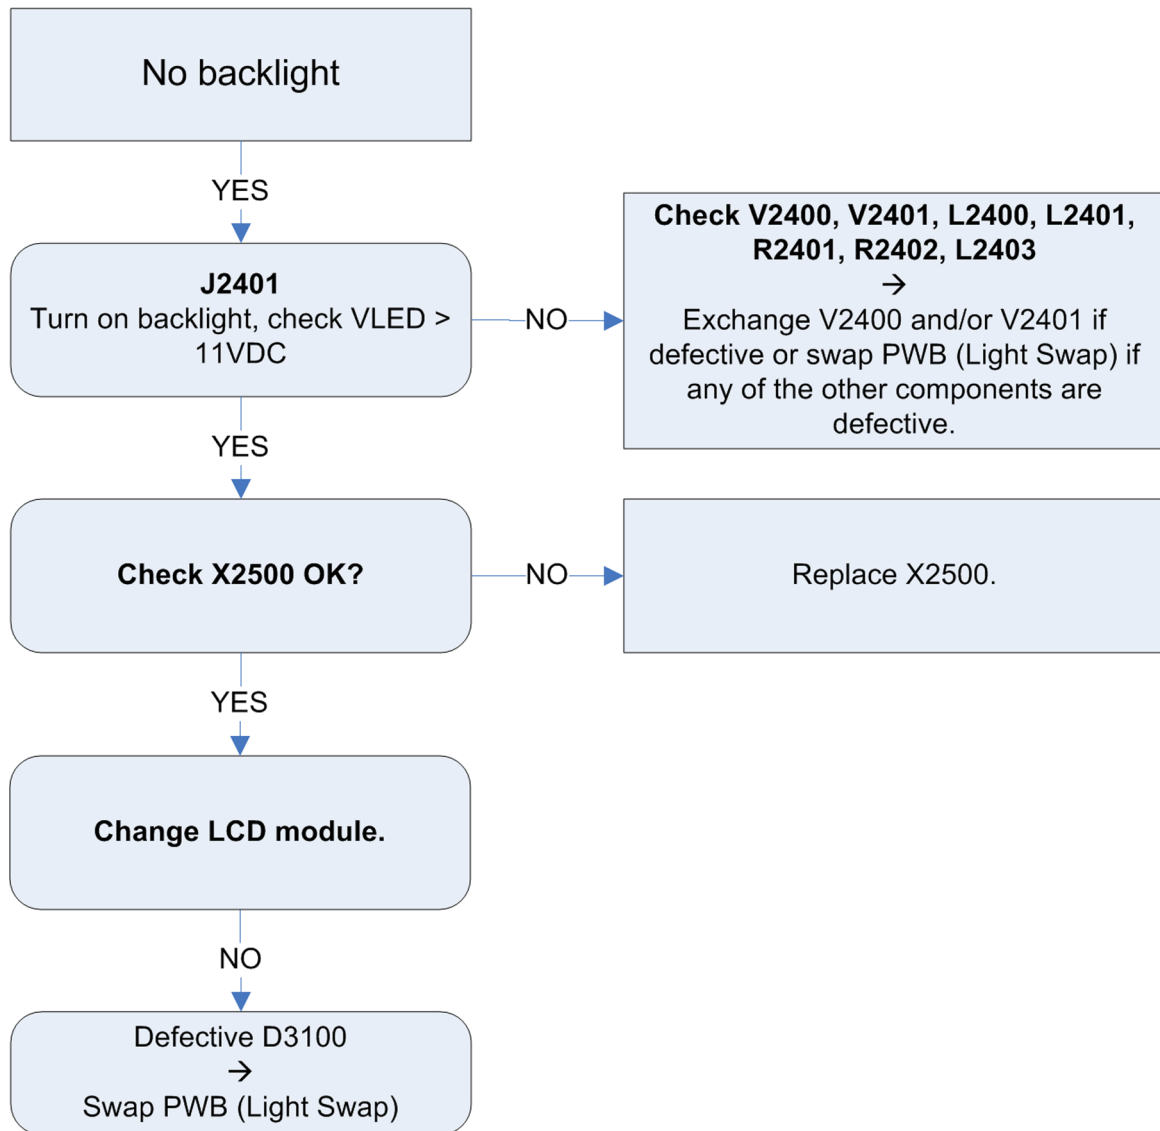 No backlight
YES
J2401
Turn on backlight, check VLED >
11VDC
NO
Check V2400, V2401, L2400, L2401,
R2401, R2402, L2403
→
Exchange V2400 and/or V2401 if
defective or swap PWB (Light Swap) if
any of the other components are
defective.
YES
Check X2500 OK?
NO
Replace X2500.
YES
Change LCD module.
NO
Defective D3100
→
Swap PWB (Light Swap)